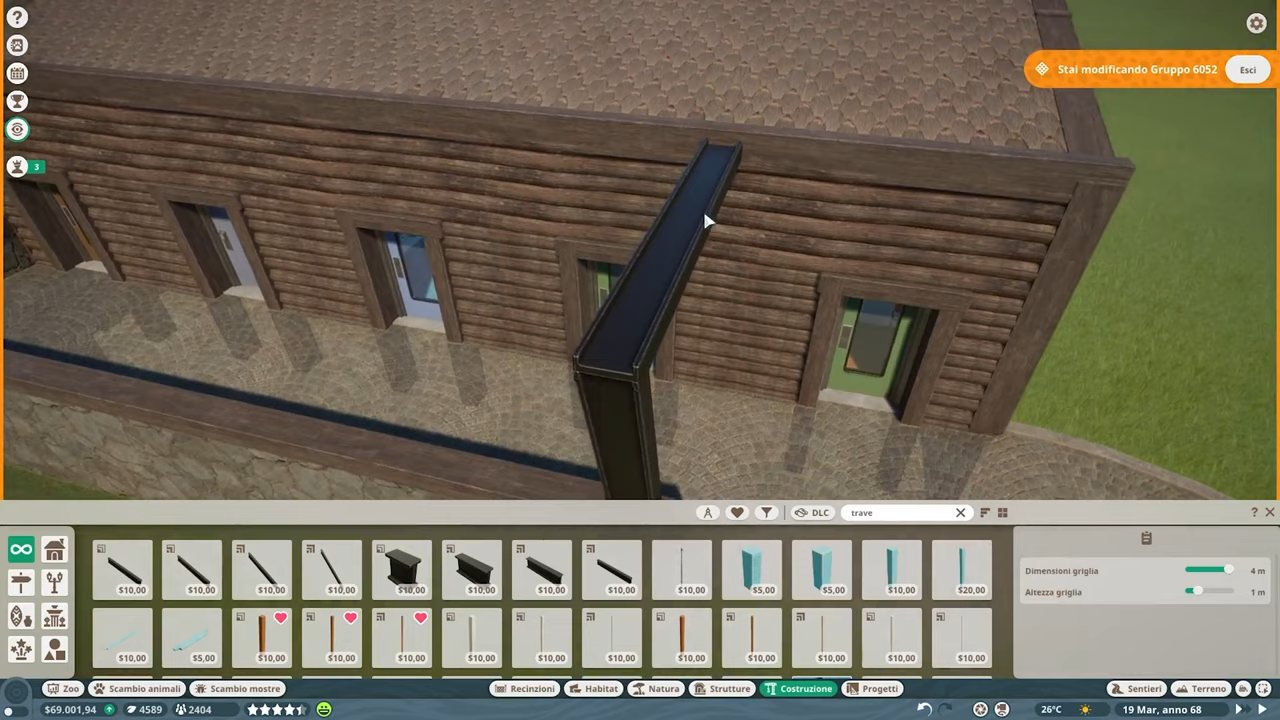 Stai modificando Gruppo 6052
Esci
3
DLC
trave
$10,00 $10,00 $10,00 $10,00 $10,00 $10,00 $10,00 $10,00 $10,00 $5,00 $5,00 $10,00 $20,00
$10,00 $5,00 $10,00 $10,00 $10,00 $10,00 $10,00 $10,00 $10,00 $10,00 $10,00 $10,00 $10,00
Dimensioni griglia 4 m
Altezza griglia 1 m
Zoo Scambio animali Scambio mostre Recinzioni Habitat Natura Strutture Costruzione Progetti Sentieri Terreno
$69.001,94 4589 2404 26°C 19 Mar, anno 68